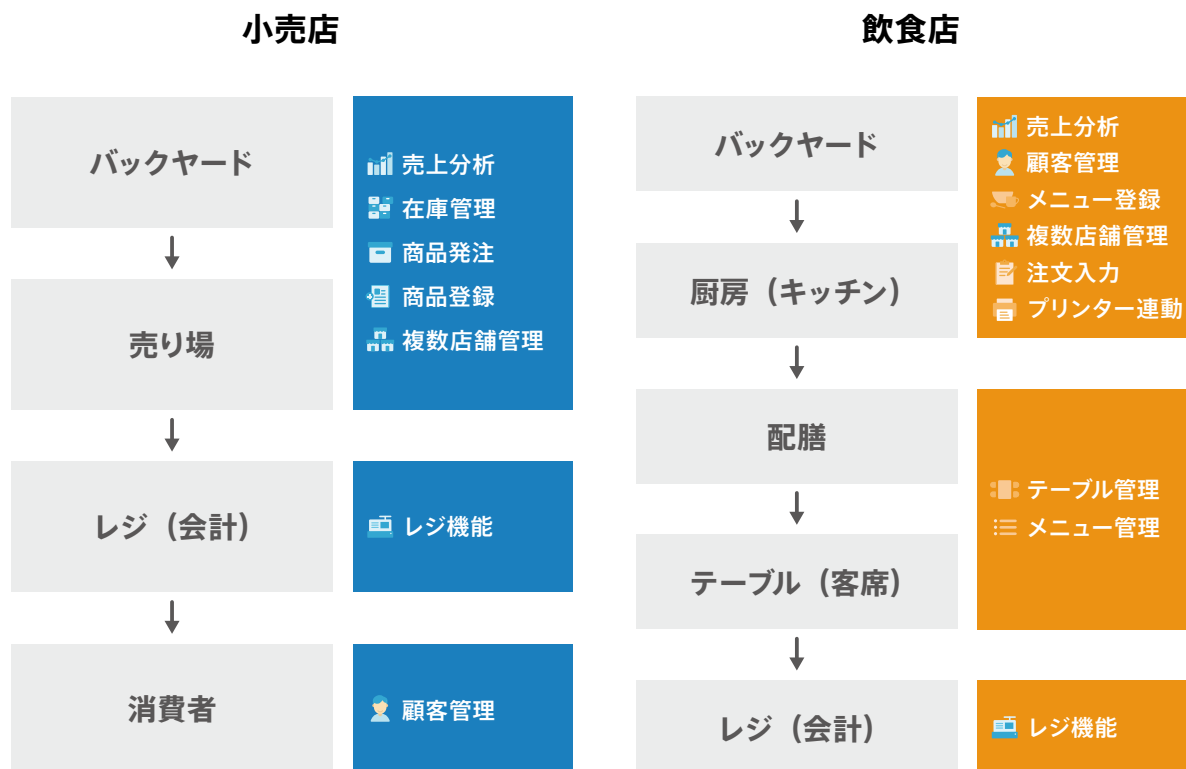 小売店
バックヤード
売り場
レジ（会計）
消費者
売上分析
在庫管理
商品発注
商品登録
複数店舗管理
レジ機能
顧客管理
飲食店
バックヤード
厨房（キッチン）
配膳
テーブル（客席）
レジ（会計）
売上分析
顧客管理
メニュー登録
複数店舗管理
注文入力
プリンター連動
テーブル管理
メニュー管理
レジ機能